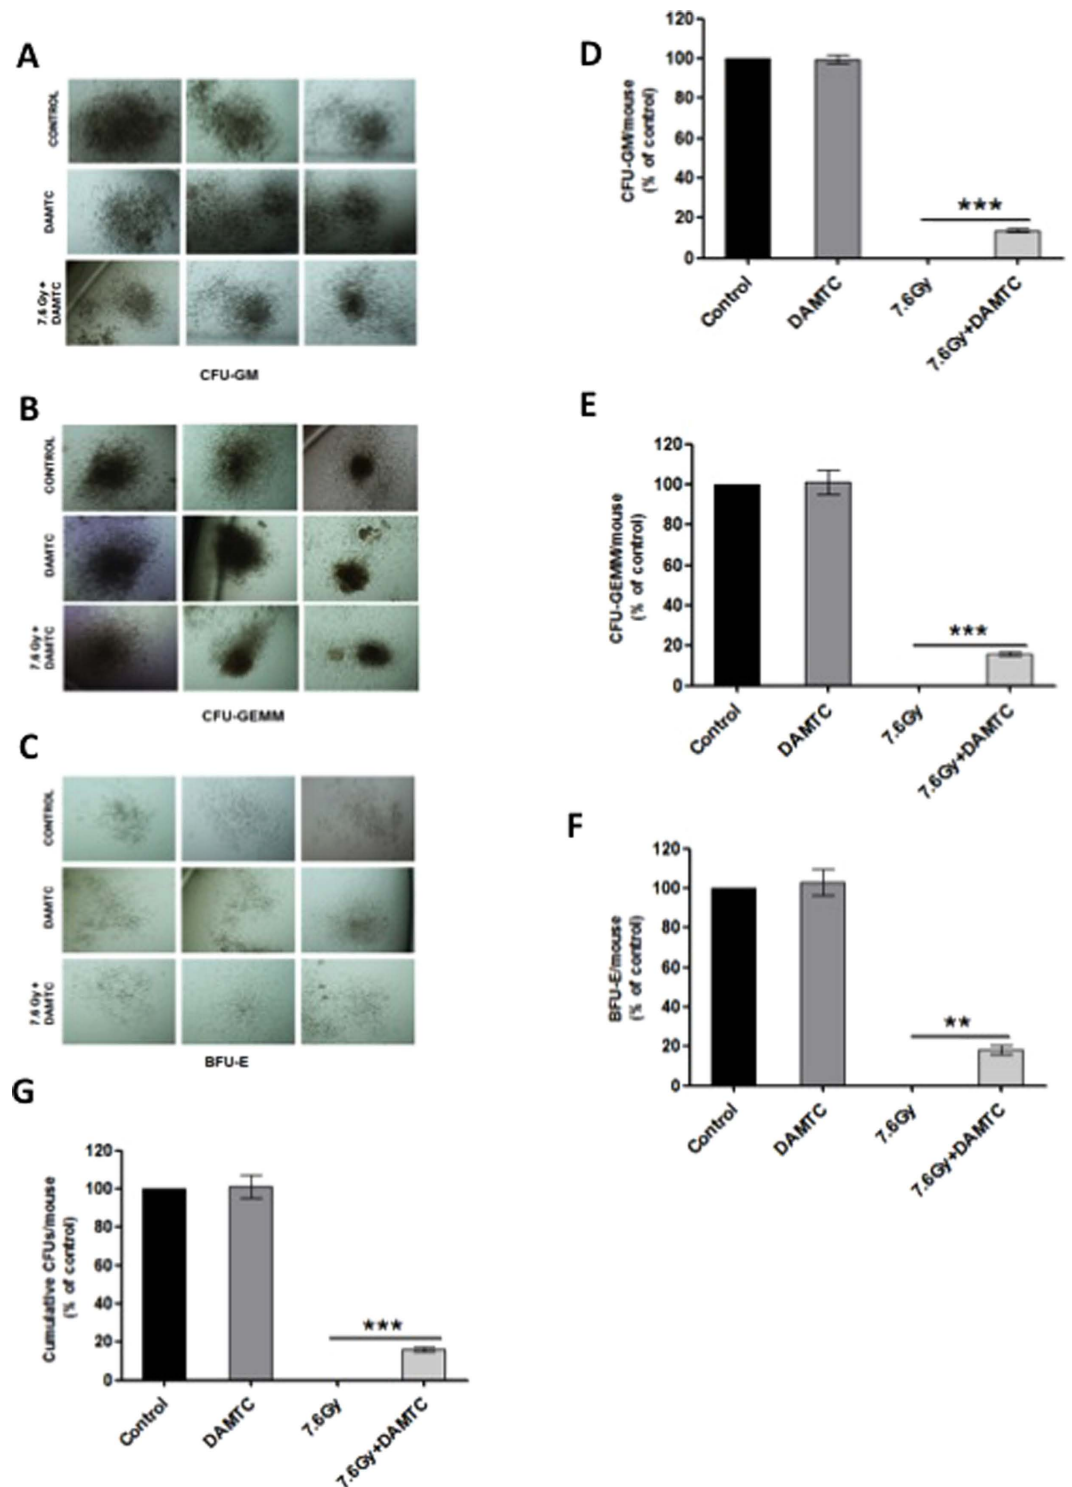 A
CONTROL
DAMTC
7.6 Gy +
DAMTC
CFU-GM
B
CONTROL
DAMTC
7.6 Gy +
DAMTC
CFU-GEMM
C
CONTROL
DAMTC
7.6 Gy +
DAMTC
BFU-E
D
CFU-GM/mouse
(% of control)
120
100
80
60
40
20
0
***
Control
DAMTC
7.6Gy
7.6Gy+DAMTC
E
CFU-GEMM/mouse
(% of control)
120
100
80
60
40
20
0
***
Control
DAMTC
7.6Gy
7.6Gy+DAMTC
F
BFU-E/mouse
(% of control)
120
100
80
60
40
20
0
**
Control
DAMTC
7.6Gy
7.6Gy+DAMTC
G
Cumulative CFUs/mouse
(% of control)
120
100
80
60
40
20
0
***
Control
DAMTC
7.6Gy
7.6Gy+DAMTC